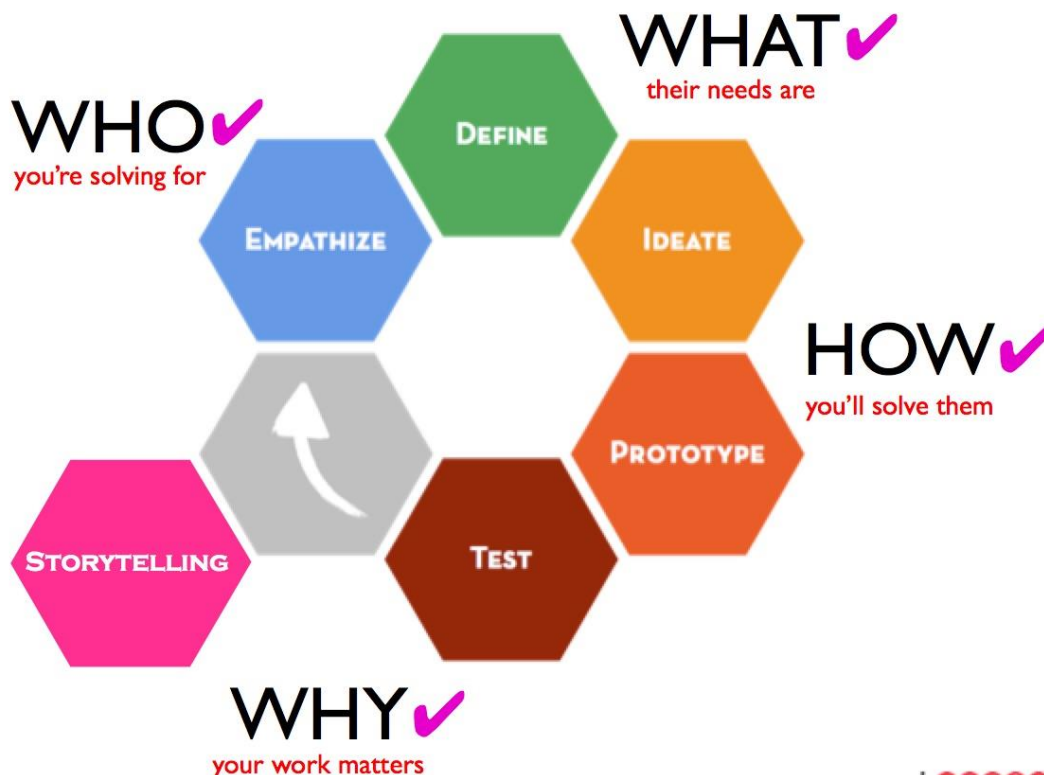 WHAT✔
their needs are
WHO✔
you're solving for
DEFINE
EMPATHIZE
IDEATE
HOW✔
you'll solve them
PROTOTYPE
STORYTELLING
TEST
WHY✔
your work matters